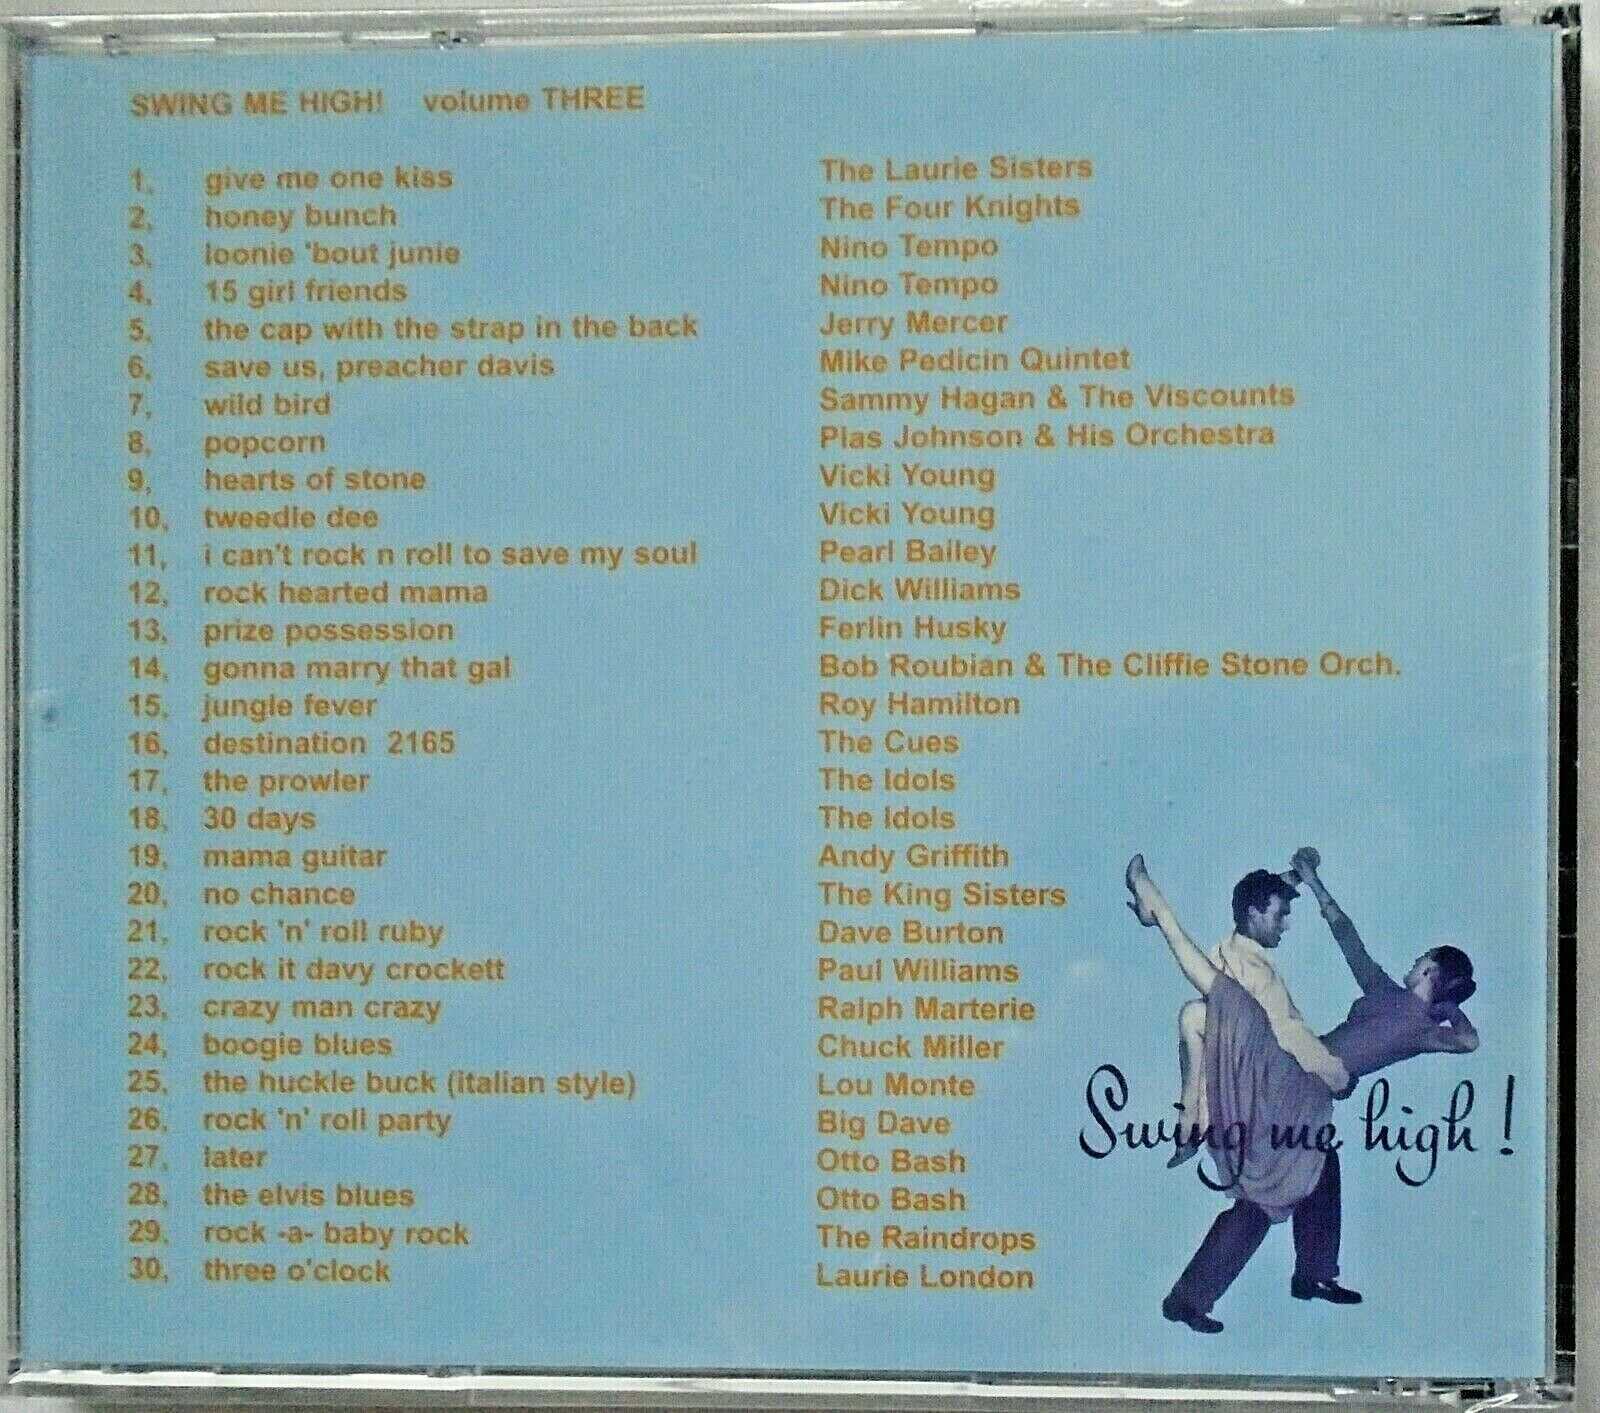 SWING ME HIGH! volume THREE
1, give me one kiss The Laurie Sisters
2, honey bunch The Four Knights
3, loonie 'bout junie Nino Tempo
4, 15 girl friends Nino Tempo
5, the cap with the strap in the back Jerry Mercer
6, save us, preacher davis Mike Pedicin Quintet
7, wild bird Sammy Hagan & The Viscounts
8, popcorn Plas Johnson & His Orchestra
9, hearts of stone Vicki Young
10, tweedle dee Vicki Young
11, i can't rock n roll to save my soul Pearl Bailey
12, rock hearted mama Dick Williams
13, prize possession Ferlin Husky
14, gonna marry that gal Bob Roubian & The Cliffie Stone Orch.
15, jungle fever Roy Hamilton
16, destination 2165 The Cues
17, the prowler The Idols
18, 30 days The Idols
19, mama guitar Andy Griffith
20, no chance The King Sisters
21, rock 'n' roll ruby Dave Burton
22, rock it davy crockett Paul Williams
23, crazy man crazy Ralph Marterie
24, boogie blues Chuck Miller
25, the huckle buck (italian style) Lou Monte
26, rock 'n' roll party Big Dave
27, later Otto Bash
28, the elvis blues Otto Bash
29, rock -a- baby rock The Raindrops
30, three o'clock Laurie London
Swing me high!